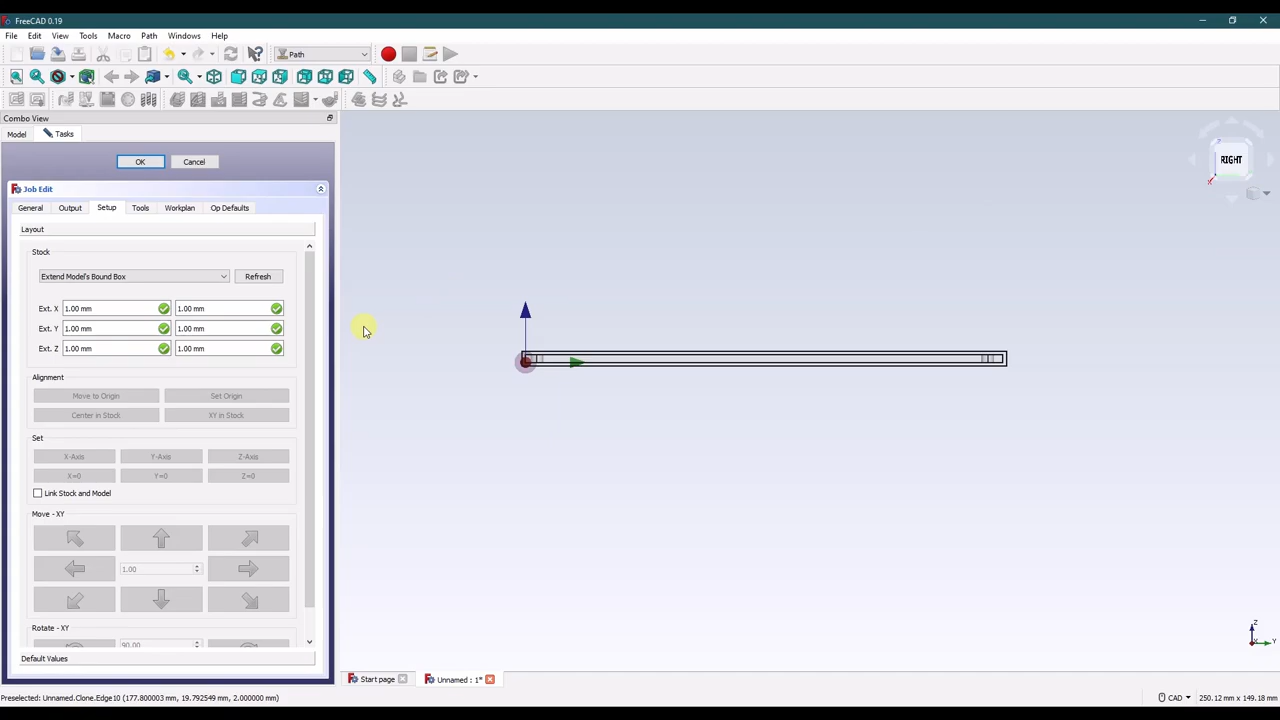 FreeCAD 0.19
File Edit View Tools Macro Path Windows Help
Path
Combo View
Model Tasks
OK Cancel
Job Edit
General Output Setup Tools Workplan Op Defaults
Layout
Stock
Extend Model's Bound Box Refresh
Ext. X 1.00 mm 1.00 mm
Ext. Y 1.00 mm 1.00 mm
Ext. Z 1.00 mm 1.00 mm
Alignment
Move to Origin Set Origin
Center in Stock XY in Stock
Set
X-Axis Y-Axis Z-Axis
X=0 Y=0 Z=0
Link Stock and Model
Move - XY
1.00
Rotate - XY
90.00
Default Values
RIGHT
Z
X
Z
X
Y
Start page Unnamed : 1*
Preselected: Unnamed.Clone.Edge10 (177.800003 mm, 19.792549 mm, 2.000000 mm) CAD 250.12 mm x 149.18 mm